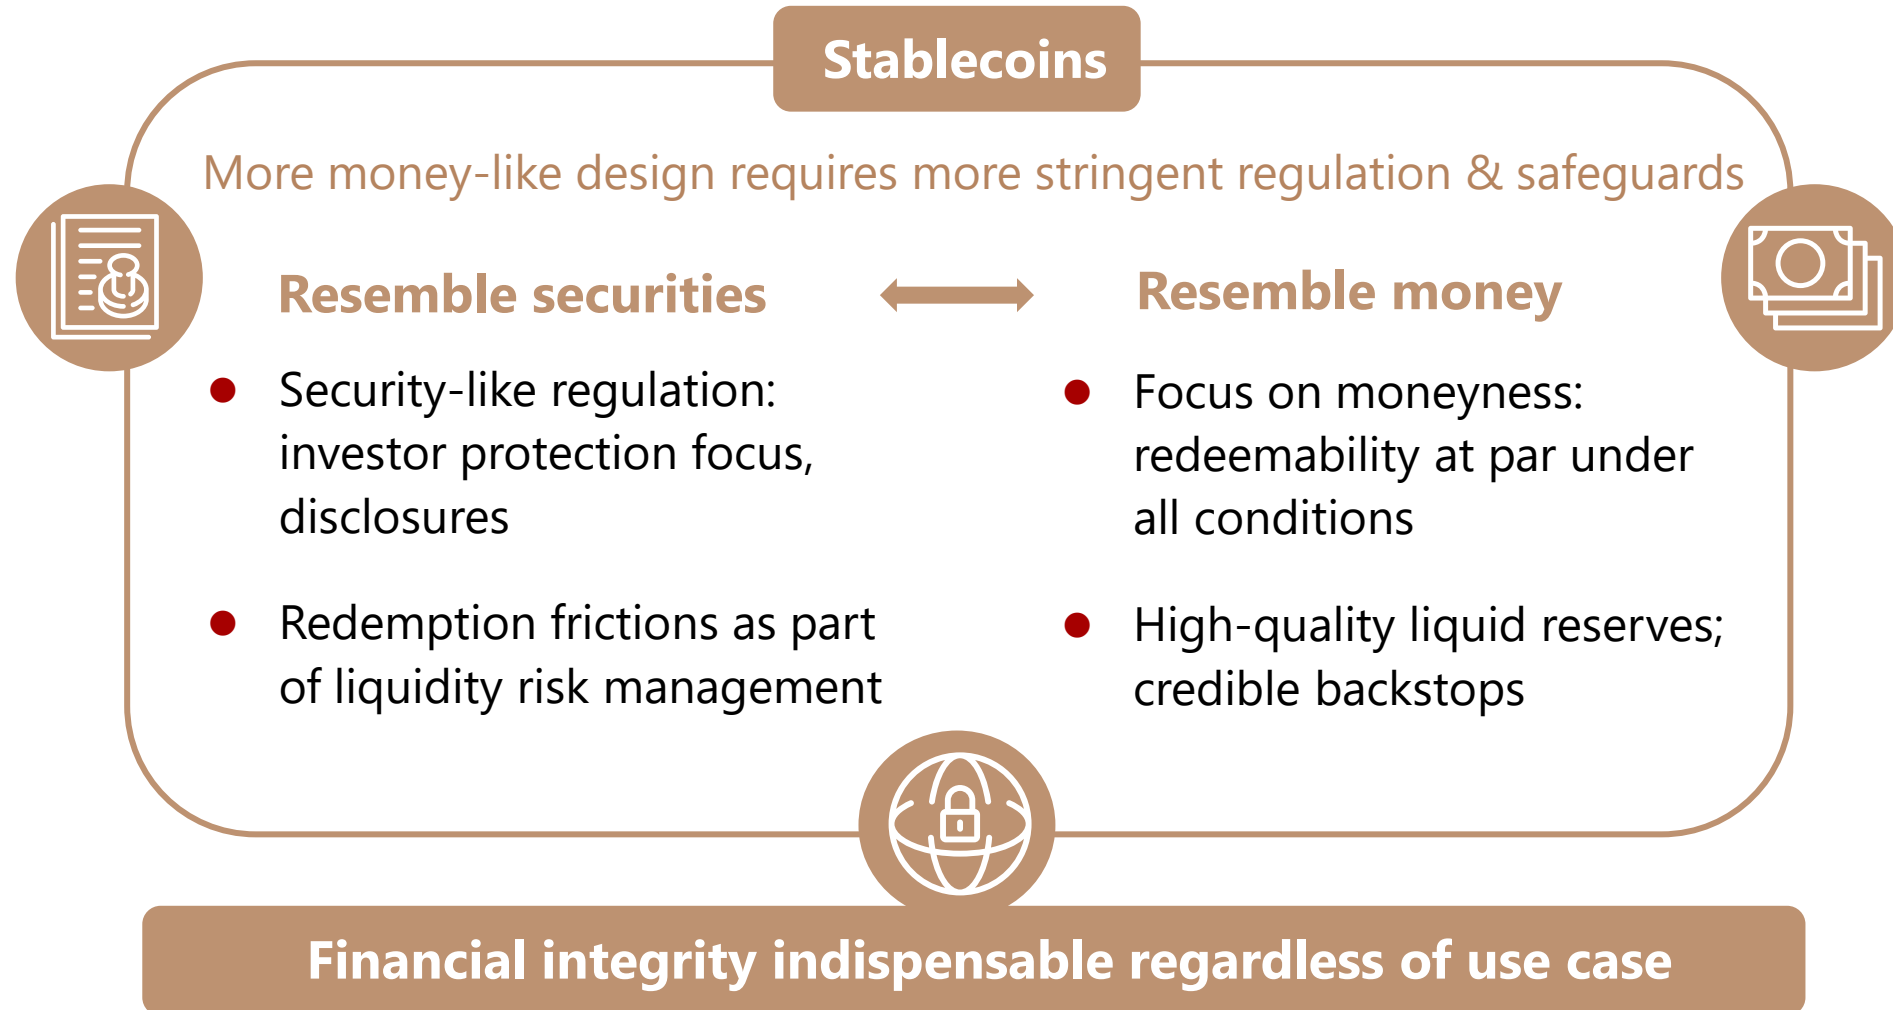 Stablecoins
More money-like design requires more stringent regulation & safeguards
Resemble securities
Security-like regulation:
investor protection focus,
disclosures
Redemption frictions as part
of liquidity risk management
Resemble money
Focus on moneyness:
redeemability at par under
all conditions
High-quality liquid reserves;
credible backstops
Financial integrity indispensable regardless of use case